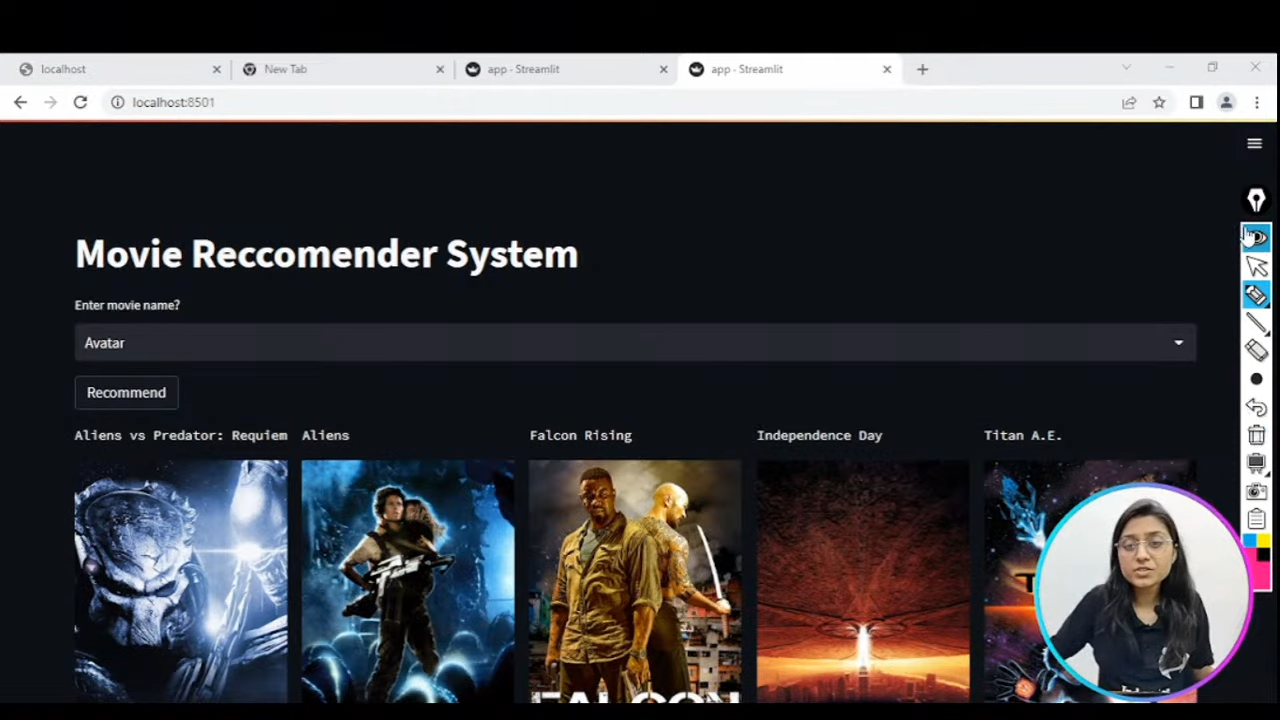 localhost
New Tab
app - Streamlit
app - Streamlit
localhost:8501
Movie Reccomender System
Enter movie name?
Avatar
Recommend
Aliens vs Predator: Requiem
Aliens
Falcon Rising
Independence Day
Titan A.E.
FALCON